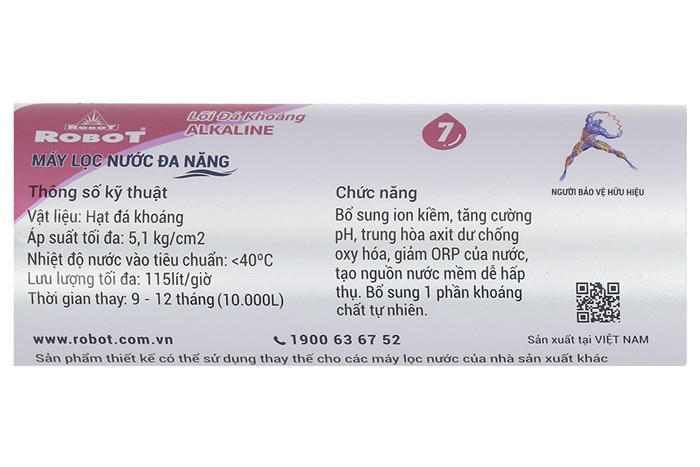 ROBOT
ROBOT
Lõi Đá Khoáng
ALKALINE
7
MÁY LỌC NƯỚC ĐA NĂNG
NGƯỜI BẢO VỆ HỮU HIỆU
Thông số kỹ thuật
Vật liệu: Hạt đá khoáng
Áp suất tối đa: 5,1 kg/cm2
Nhiệt độ nước vào tiêu chuẩn: <40ºC
Lưu lượng tối đa: 115lít/giờ
Thời gian thay: 9 - 12 tháng (10.000L)
Chức năng
Bổ sung ion kiềm, tăng cường
pH, trung hòa axit dư chống
oxy hóa, giảm ORP của nước,
tạo nguồn nước mềm dễ hấp
thụ. Bổ sung 1 phần khoáng
chất tự nhiên.
www.robot.com.vn
1900 63 67 52
Sản xuất tại VIỆT NAM
Sản phẩm thiết kế có thể sử dụng thay thế cho các máy lọc nước của nhà sản xuất khác